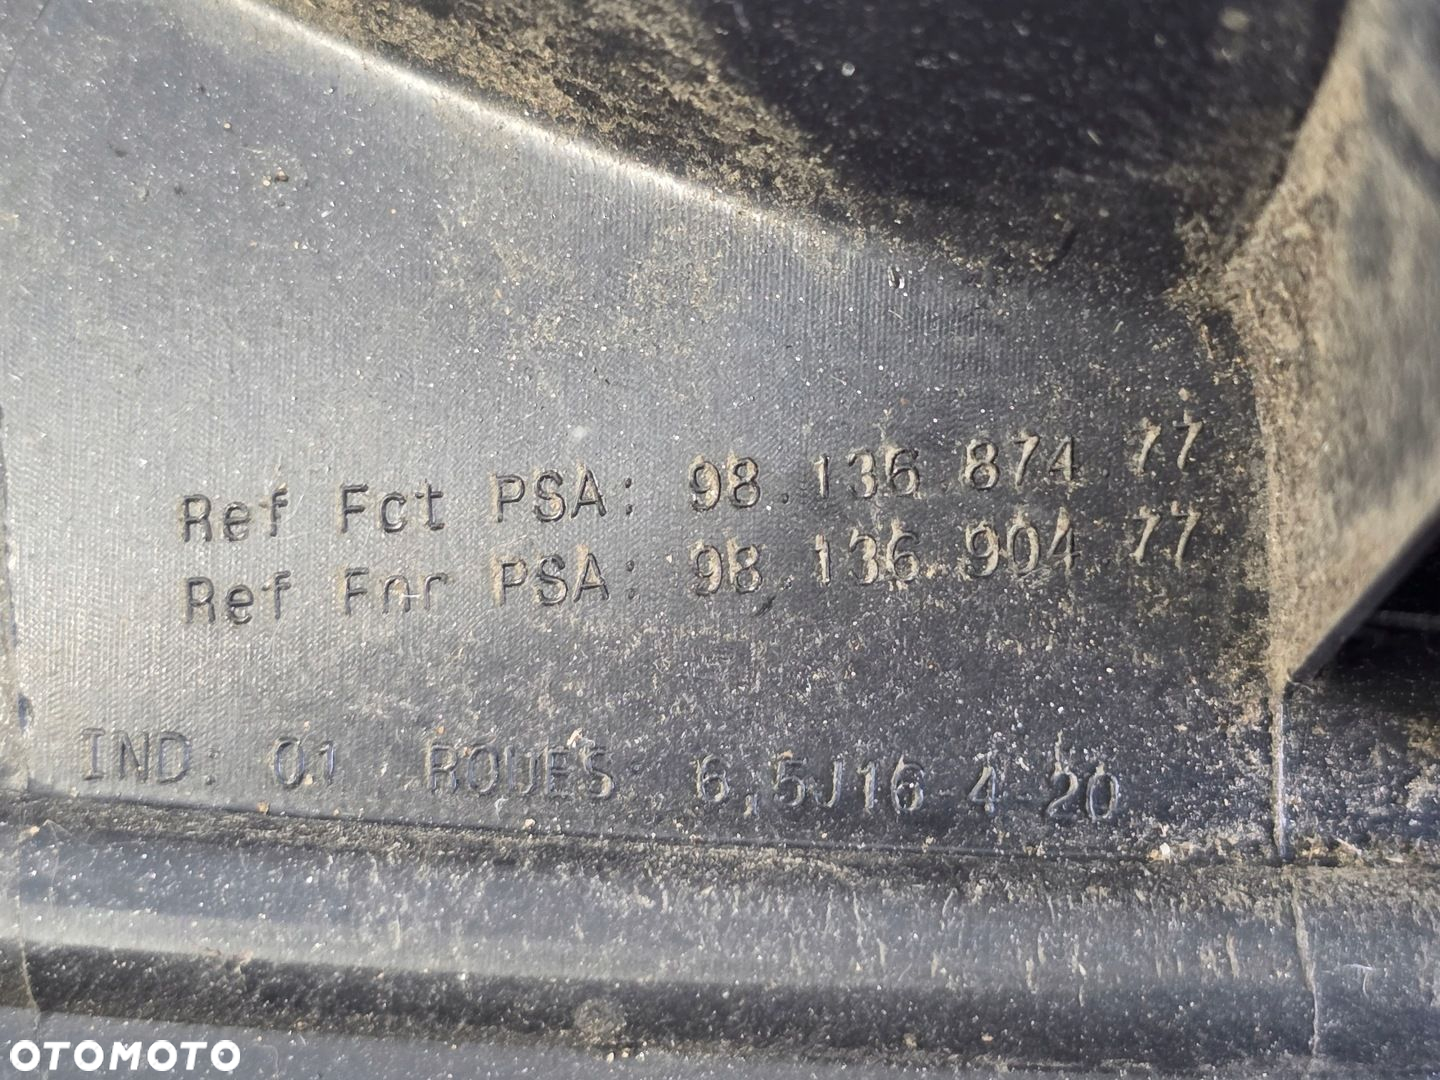 Ref Fct PSA: 98.136.874.77
Ref Fnr PSA: 98.136.904.77
IND: 01 ROUES 6,5J16 4 20
OTOMOTO